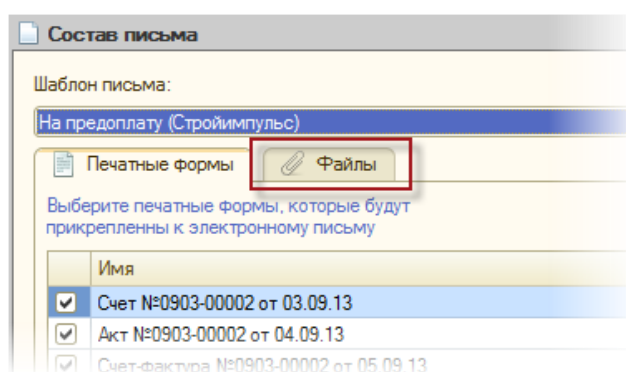 Состав письма
Шаблон письма:
На предоплату (Стройимпульс)
Печатные формы
Файлы
Выберите печатные формы, которые будут
прикрепленны к электронному письму
Имя
Счет №0903-00002 от 03.09.13
Акт №0903-00002 от 04.09.13
Счет-фактура №0903-00002 от 05.09.13